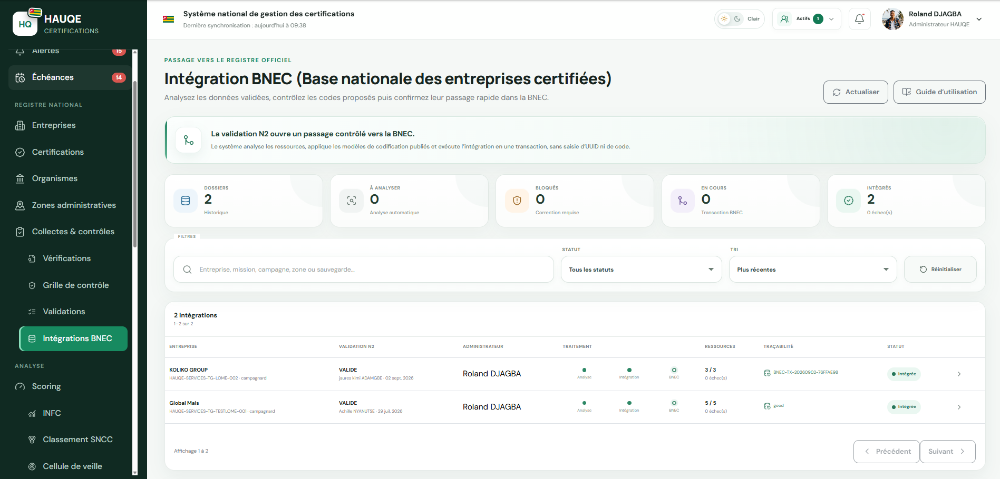 HQ
HAUQE
CERTIFICATIONS
Alertes 15
Échéances 14
REGISTRE NATIONAL
Entreprises
Certifications
Organismes
Zones administratives
Collectes & contrôles
Vérifications
Grille de contrôle
Validations
Intégrations BNEC
ANALYSE
Scoring
INFC
Classement SNCC
Cellule de veille
Système national de gestion des certifications
Dernière synchronisation : aujourd’hui à 09:38
Clair
Actifs 1
Roland DJAGBA
Administrateur HAUQE
PASSAGE VERS LE REGISTRE OFFICIEL
Intégration BNEC (Base nationale des entreprises certifiées)
Analysez les données validées, contrôlez les codes proposés puis confirmez leur passage rapide dans la BNEC.
Actualiser
Guide d’utilisation
La validation N2 ouvre un passage contrôlé vers la BNEC.
Le système analyse les ressources, applique les modèles de codification publiés et exécute l’intégration en une transaction, sans saisie d’UUID ni de code.
DOSSIERS
2
Historique
À ANALYSER
0
Analyse automatique
BLOQUÉS
0
Correction requise
EN COURS
0
Transaction BNEC
INTÉGRÉS
2
0 échec(s)
FILTRES
Entreprise, mission, campagne, zone ou sauvegarde…
STATUT
Tous les statuts
TRI
Plus récentes
Réinitialiser
2 intégrations
1–2 sur 2
ENTREPRISE VALIDATION N2 ADMINISTRATEUR TRAITEMENT RESSOURCES TRAÇABILITÉ STATUT
KOLIKO GROUP
HAUQE-SERVICES-TG-LOME-002 · campagnard
VALIDE
jaures kimi ADAMGBE · 02 sept. 2026
Roland DJAGBA
Analyse Intégration BNEC
3 / 3
0 échec(s)
BNEC-TX-20260902-76FFAE98
Intégrée
Global Mais
HAUQE-SERVICES-TG-TESTLOME-001 · campagnard
VALIDE
Achille NYANUTSE · 29 juil. 2026
Roland DJAGBA
Analyse Intégration BNEC
5 / 5
0 échec(s)
good
Intégrée
Affichage 1 à 2
Précédent
Suivant